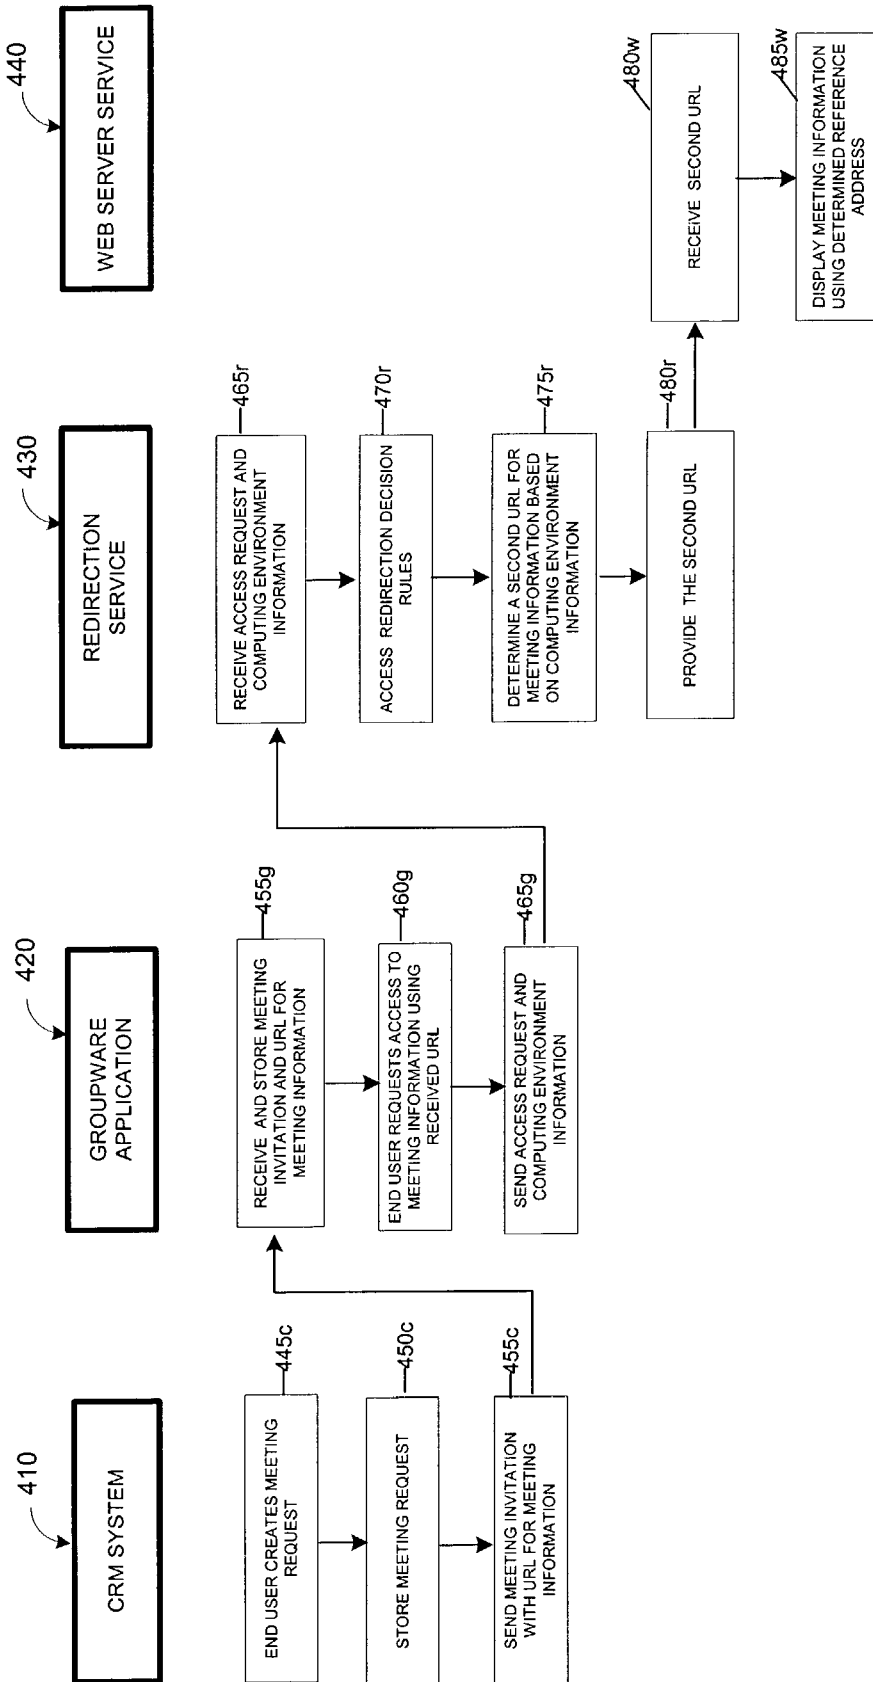 410
CRM SYSTEM
445c
END USER CREATES MEETING
REQUEST
450c
STORE MEETING REQUEST
455c
SEND MEETING INVITATION
WITH URL FOR MEETING
INFORMATION
420
GROUPWARE
APPLICATION
455g
RECEIVE AND STORE MEETING
INVITATION AND URL FOR
MEETING INFORMATION
460g
END USER REQUESTS ACCESS TO
MEETING INFORMATION USING
RECEIVED URL
465g
SEND ACCESS REQUEST AND
COMPUTING ENVIRONMENT
INFORMATION
430
REDIRECTION
SERVICE
465r
RECEIVE ACCESS REQUEST AND
COMPUTING ENVIRONMENT
INFORMATION
470r
ACCESS REDIRECTION DECISION
RULES
475r
DETERMINE A SECOND URL FOR
MEETING INFORMATION BASED
ON COMPUTING ENVIRONMENT
INFORMATION
480r
PROVIDE THE SECOND URL
440
WEB SERVER SERVICE
480w
RECEIVE SECOND URL
485w
DISPLAY MEETING INFORMATION
USING DETERMINED REFERENCE
ADDRESS